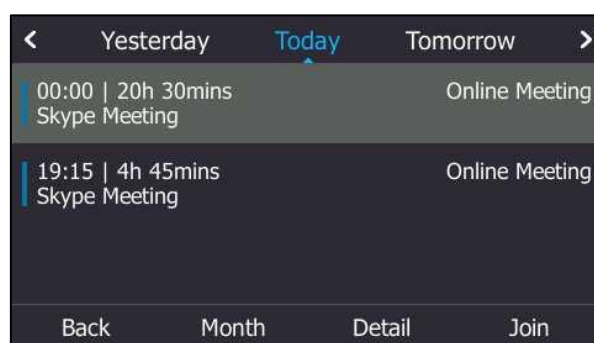 < Yesterday Today Tomorrow >
00:00 | 20h 30mins Online Meeting
Skype Meeting
19:15 | 4h 45mins Online Meeting
Skype Meeting
Back Month Detail Join